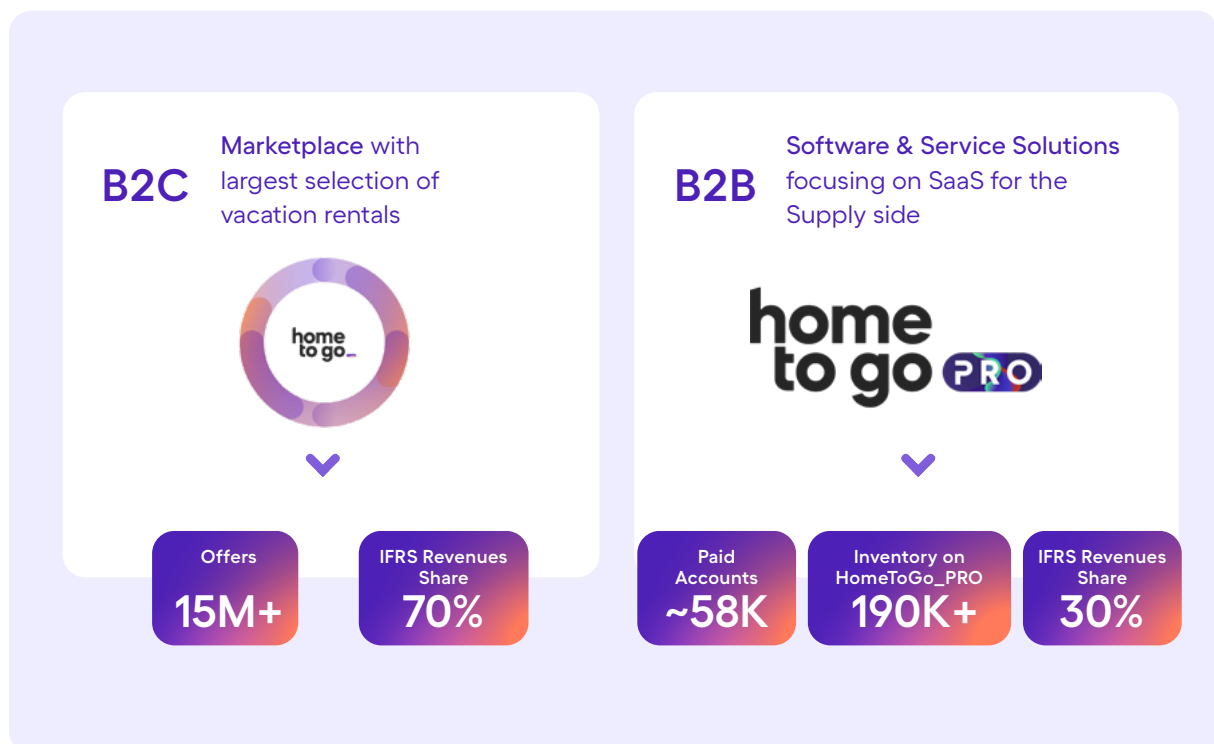 B2C
Marketplace with
largest selection of
vacation rentals
home
to go_
Offers
15M+
IFRS Revenues
Share
70%
B2B
Software & Service Solutions
focusing on SaaS for the
Supply side
home
to go PRO
Paid
Accounts
~58K
Inventory on
HomeToGo_PRO
190K+
IFRS Revenues
Share
30%